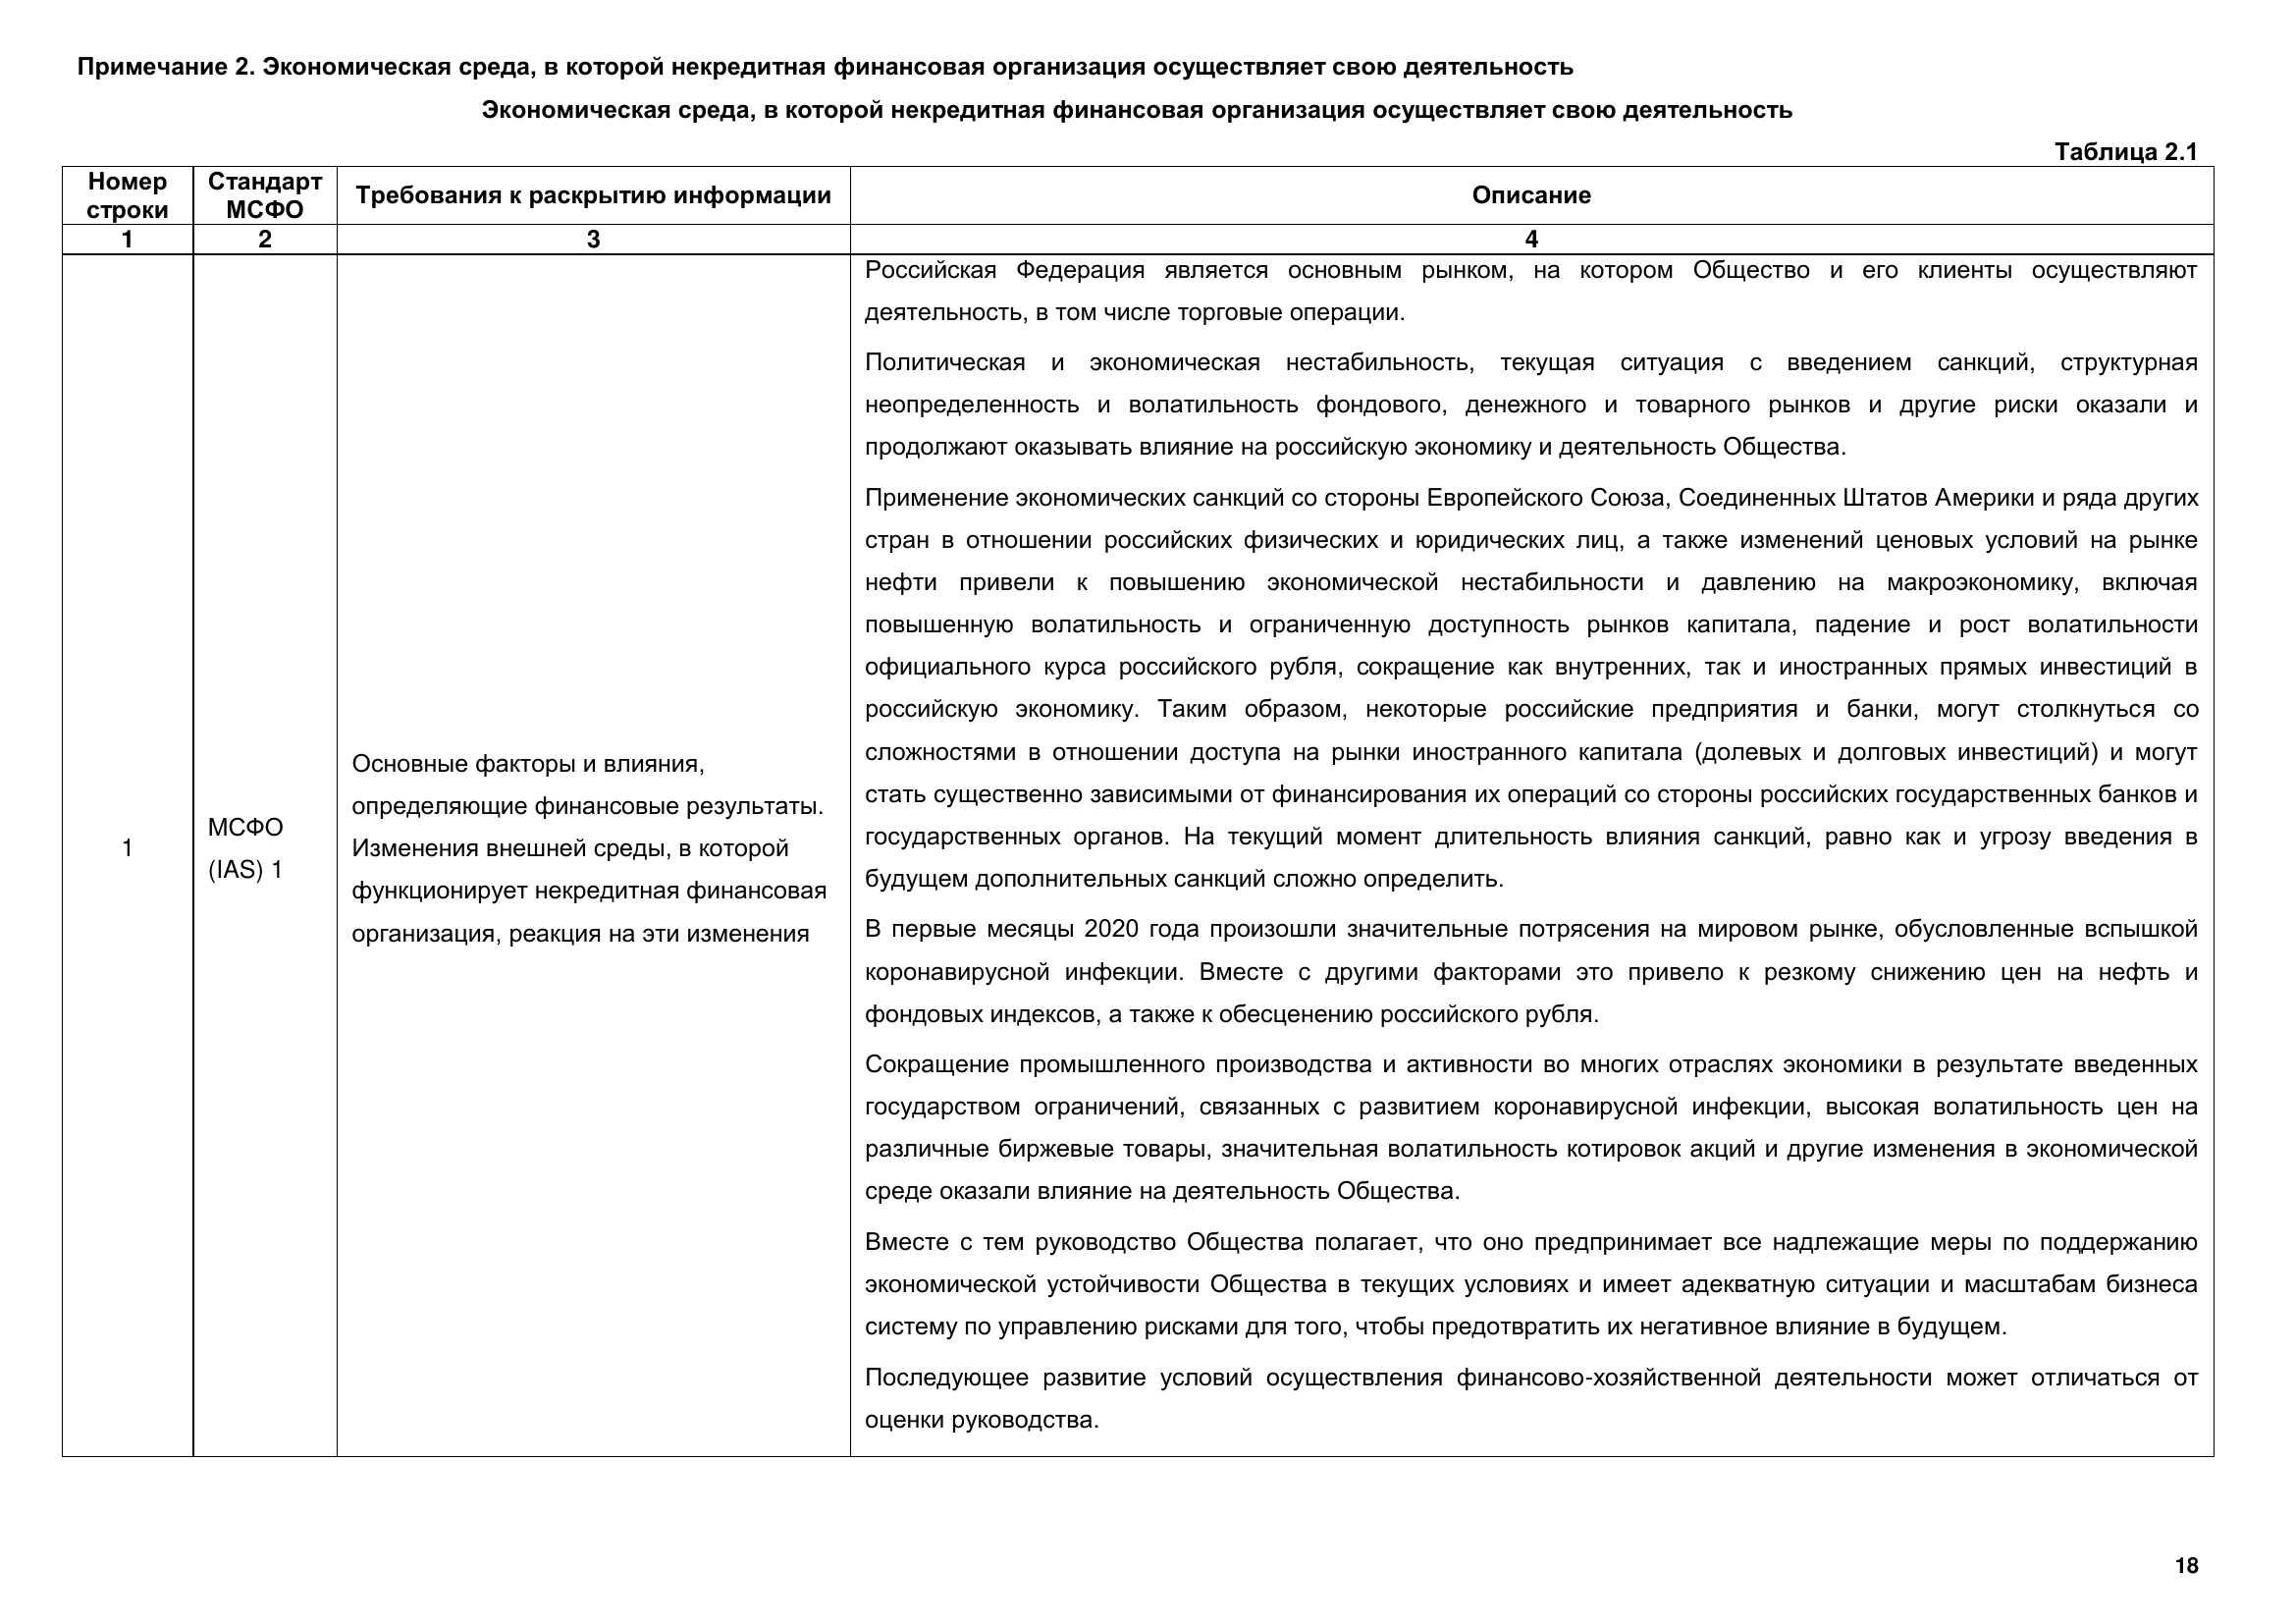 Примечание 2. Экономическая среда, в которой некредитная финансовая организация осуществляет свою деятельность
Экономическая среда, в которой некредитная финансовая организация осуществляет свою деятельность
Таблица 2.1
Номер строки
Стандарт МСФО
Требования к раскрытию информации
Описание
1
2
3
4
1
МСФО
(IAS) 1
Основные факторы и влияния,
определяющие финансовые результаты.
Изменения внешней среды, в которой
функционирует некредитная финансовая
организация, реакция на эти изменения
Российская Федерация является основным рынком, на котором Общество и его клиенты осуществляют
деятельность, в том числе торговые операции.
Политическая и экономическая нестабильность, текущая ситуация с введением санкций, структурная
неопределенность и волатильность фондового, денежного и товарного рынков и другие риски оказали и
продолжают оказывать влияние на российскую экономику и деятельность Общества.
Применение экономических санкций со стороны Европейского Союза, Соединенных Штатов Америки и ряда других
стран в отношении российских физических и юридических лиц, а также изменений ценовых условий на рынке
нефти привели к повышению экономической нестабильности и давлению на макроэкономику, включая
повышенную волатильность и ограниченную доступность рынков капитала, падение и рост волатильности
официального курса российского рубля, сокращение как внутренних, так и иностранных прямых инвестиций в
российскую экономику. Таким образом, некоторые российские предприятия и банки, могут столкнуться со
сложностями в отношении доступа на рынки иностранного капитала (долевых и долговых инвестиций) и могут
стать существенно зависимыми от финансирования их операций со стороны российских государственных банков и
государственных органов. На текущий момент длительность влияния санкций, равно как и угрозу введения в
будущем дополнительных санкций сложно определить.
В первые месяцы 2020 года произошли значительные потрясения на мировом рынке, обусловленные вспышкой
коронавирусной инфекции. Вместе с другими факторами это привело к резкому снижению цен на нефть и
фондовых индексов, а также к обесценению российского рубля.
Сокращение промышленного производства и активности во многих отраслях экономики в результате введенных
государством ограничений, связанных с развитием коронавирусной инфекции, высокая волатильность цен на
различные биржевые товары, значительная волатильность котировок акций и другие изменения в экономической
среде оказали влияние на деятельность Общества.
Вместе с тем руководство Общества полагает, что оно предпринимает все надлежащие меры по поддержанию
экономической устойчивости Общества в текущих условиях и имеет адекватную ситуации и масштабам бизнеса
систему по управлению рисками для того, чтобы предотвратить их негативное влияние в будущем.
Последующее развитие условий осуществления финансово-хозяйственной деятельности может отличаться от
оценки руководства.
18